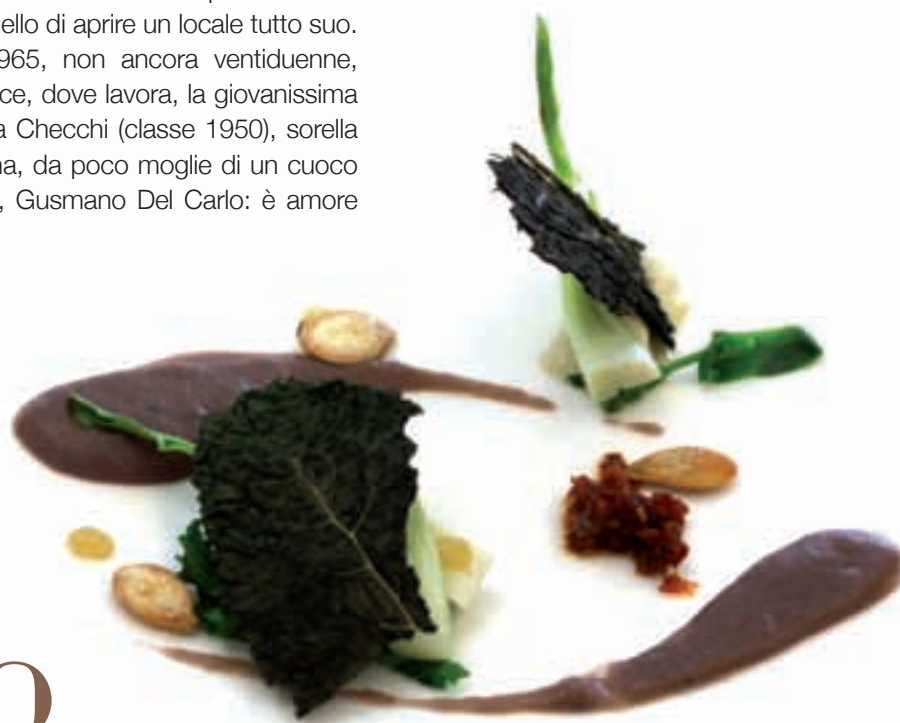 ello di aprire un locale tutto suo.
965, non ancora ventiduenne,
ce, dove lavora, la giovanissima
a Checchi (classe 1950), sorella
na, da poco moglie di un cuoco
, Gusmano Del Carlo: è amore